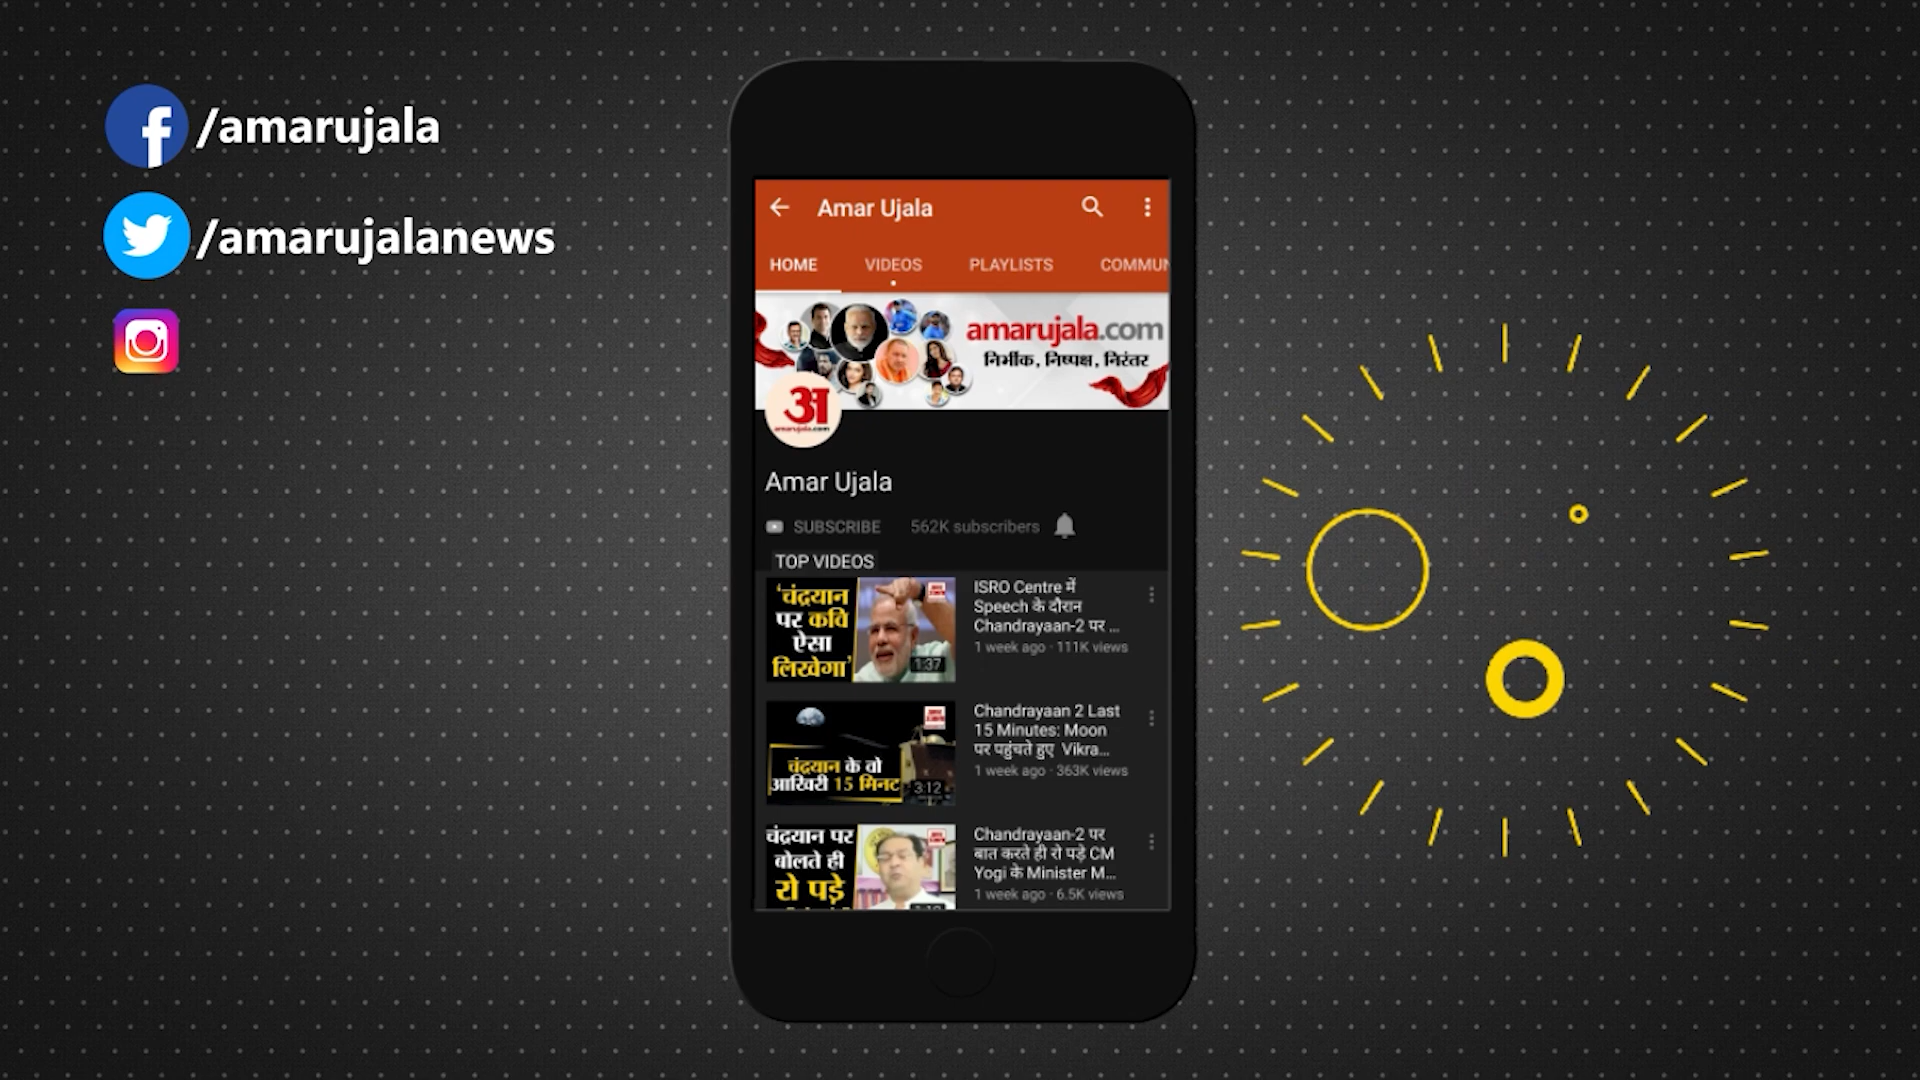 /amarujala
/amarujalanews
Amar Ujala
HOME VIDEOS PLAYLISTS COMMUN
amarujala.com
निर्भीक, निष्पक्ष, निरंतर
अ
amarujala.com
Amar Ujala
SUBSCRIBE 562K subscribers
TOP VIDEOS
'चंद्रयान
पर कवि
ऐसा
लिखेगा'
1:37
ISRO Centre में
Speech के दौरान
Chandrayaan-2 पर ...
1 week ago · 111K views
चंद्रयान के वो
आखिरी 15 मिनट
3:12
Chandrayaan 2 Last
15 Minutes: Moon
पर पहुंचते हुए Vikra...
1 week ago · 363K views
चंद्रयान पर
बोलते ही
रो पड़े
Chandrayaan-2 पर
बात करते ही रो पड़े CM
Yogi के Minister M...
1 week ago · 6.5K views